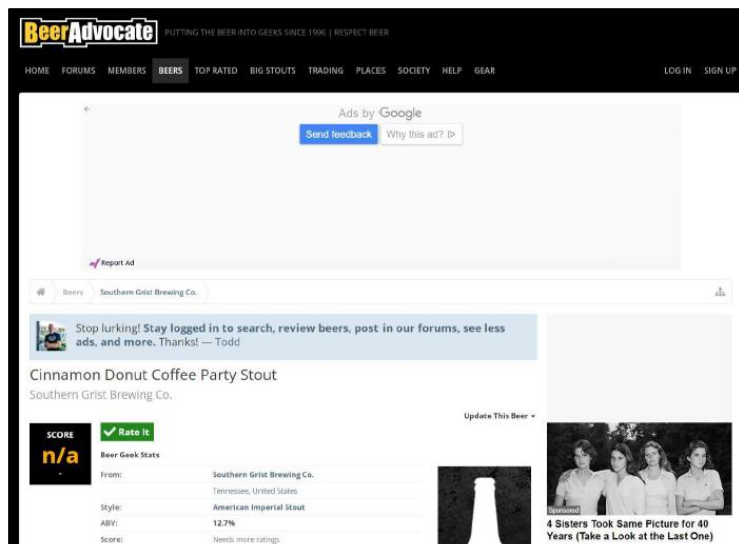 BeerAdvocate PUTTING THE BEER INTO GEEKS SINCE 1996 | RESPECT BEER
HOME FORUMS MEMBERS BEERS TOP RATED BIG STOUTS TRADING PLACES SOCIETY HELP GEAR LOG IN SIGN UP
Ads by Google
Send feedback Why this ad?
Report Ad
Beers Southern Grist Brewing Co.
Stop lurking! Stay logged in to search, review beers, post in our forums, see less
ads, and more. Thanks! — Todd
Cinnamon Donut Coffee Party Stout
Southern Grist Brewing Co.
Update This Beer
SCORE
n/a
-
Rate It
Beer Geek Stats
From: Southern Grist Brewing Co.
Tennessee, United States
Style: American Imperial Stout
ABV: 12.7%
Score: Needs more ratings
Sponsored
4 Sisters Took Same Picture for 40
Years (Take a Look at the Last One)